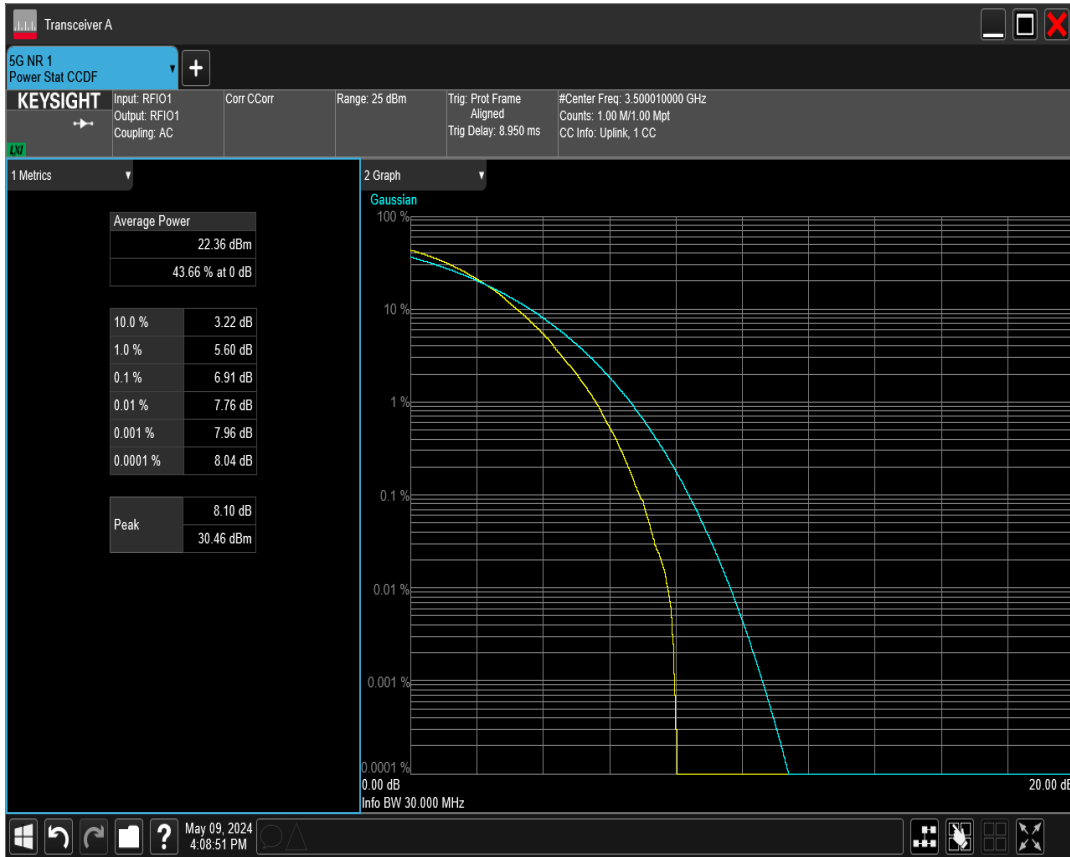 Transceiver A
5G NR 1
Power Stat CCDF
+
KEYSIGHT
LXI
Input: RFIO1
Output: RFIO1
Coupling: AC
Corr CCorr
Range: 25 dBm
Trig: Prot Frame
Aligned
Trig Delay: 8.950 ms
#Center Freq: 3.500010000 GHz
Counts: 1.00 M/1.00 Mpt
CC Info: Uplink, 1 CC
1 Metrics
Average Power
22.36 dBm
43.66 % at 0 dB
10.0 % 3.22 dB
1.0 % 5.60 dB
0.1 % 6.91 dB
0.01 % 7.76 dB
0.001 % 7.96 dB
0.0001 % 8.04 dB
Peak
8.10 dB
30.46 dBm
2 Graph
Gaussian
100 %
10 %
1 %
0.1 %
0.01 %
0.001 %
0.0001 %
0.00 dB
20.00 dB
Info BW 30.000 MHz
?
May 09, 2024
4:08:51 PM